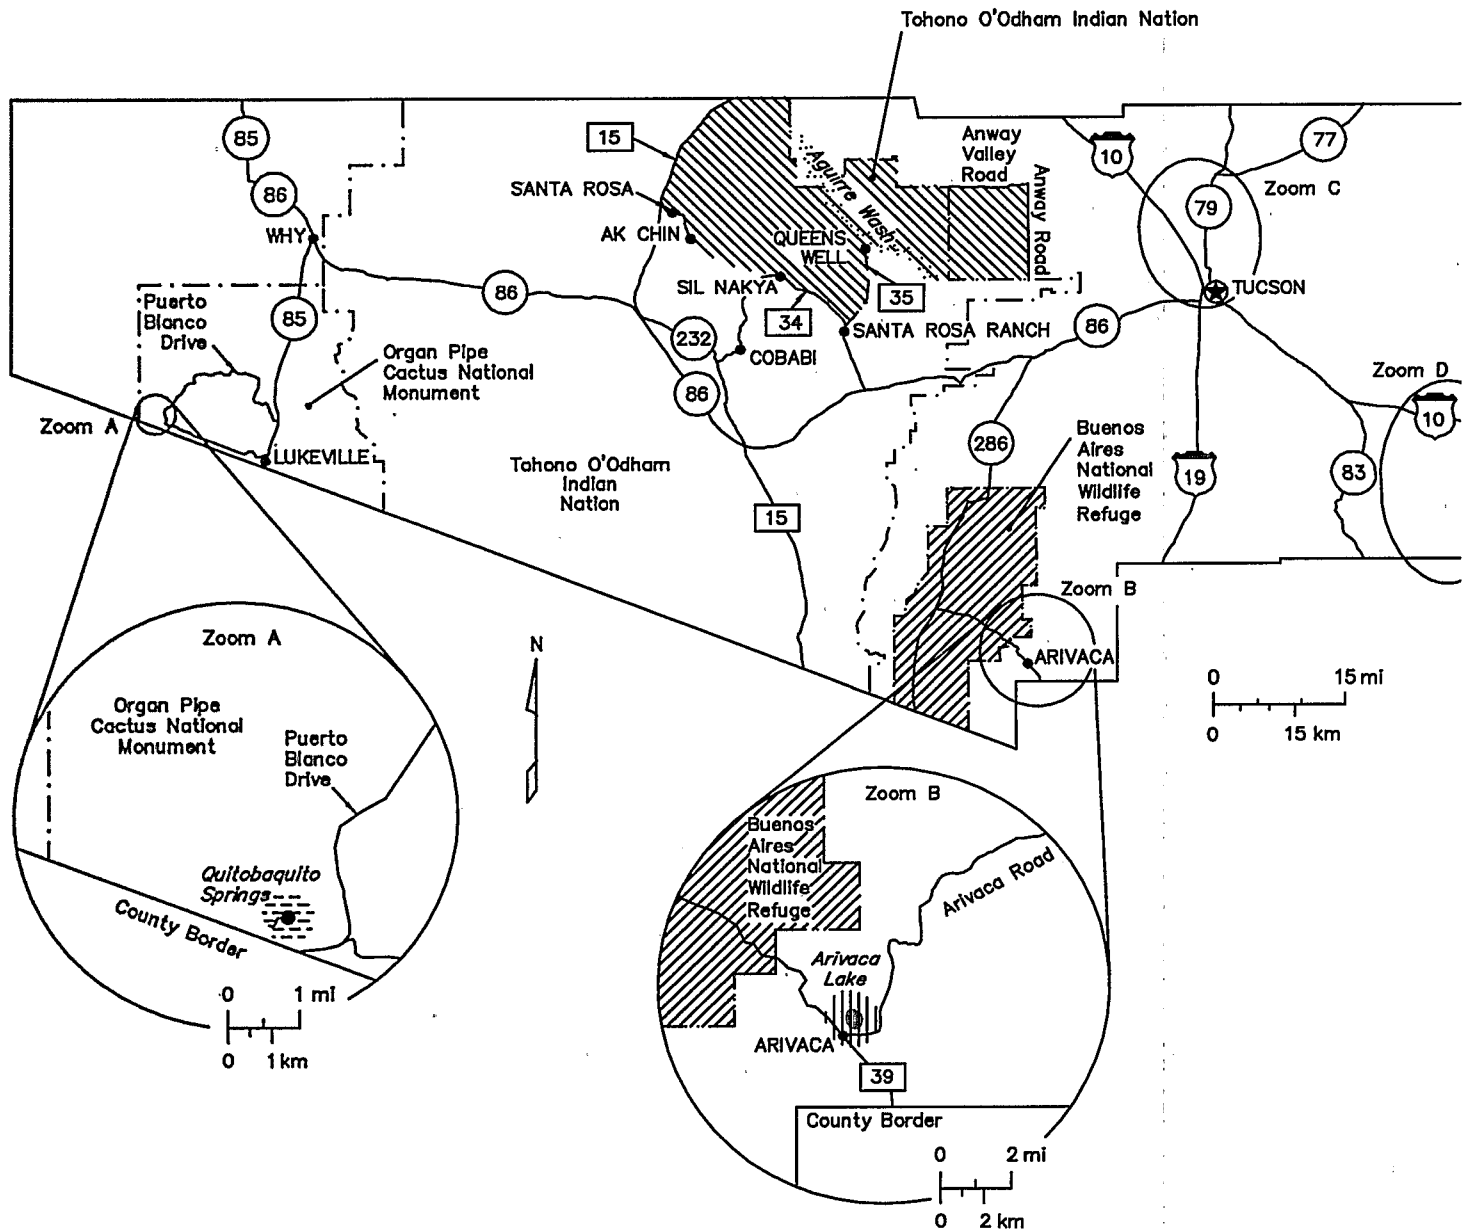 Tohono O'Odham Indian Nation
85
15
Anway
Valley
Road
10
77
86
SANTA ROSA
Aguirre Wash
Anway Road
Zoom C
79
WHY
AK CHIN
QUEENS
WELL
SIL NAKYA
86
35
TUCSON
Puerto
Blanco
Drive
85
34
SANTA ROSA RANCH
86
232
COBABI
Organ Pipe
Cactus National
Monument
86
Zoom D
10
Zoom A
LUKEVILLE
Tohono O'Odham
Indian
Nation
286
Buenos
Aires
National
Wildlife
Refuge
19
83
15
Zoom B
ARIVACA
Zoom A
N
0 15 mi
0 15 km
Organ Pipe
Cactus National
Monument
Puerto
Blanco
Drive
Quitobaquito
Springs
County Border
0 1 mi
0 1 km
Zoom B
Buenos
Aires
National
Wildlife
Refuge
Arivaca Road
Arivaca
Lake
ARIVACA
39
County Border
0 2 mi
0 2 km